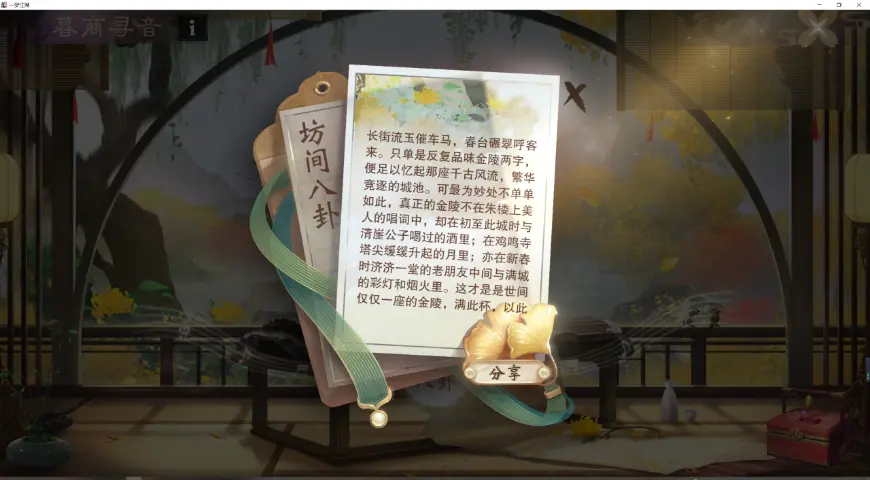 一梦江湖
暮商寻音
i
坊间八卦
长街流玉催车马，春台碾翠呼客
来。只单是反复品味金陵两字，
便足以忆起那座千古风流，繁华
竞逐的城池。可最为妙处不单单
如此，真正的金陵不在朱楼上美
人的唱词中，却在初至此城时与
清崖公子喝过的酒里；在鸡鸣寺
塔尖缓缓升起的月里；亦在新春
时济济一堂的老朋友中间与满城
的彩灯和烟火里。这才是是世间
仅仅一座的金陵，满此杯，以此
分享